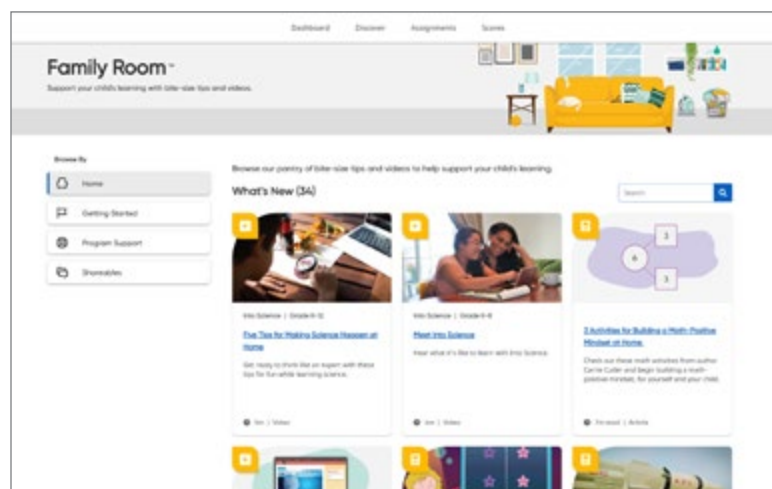 Dashboard Discover Assignments Scores
Family Room™
Support your child's learning with bite-size tips and videos.
Browse By
Home
Getting Started
Program Support
Shareables
Browse our pantry of bite-size tips and videos to help support your child's learning.
What's New (34)
Search
Into Science | Grade
Five Tips for Making Science Happen at
Home
Get ready to think like an expert with these
tips for fun while learning science.
Video
Into Science | Grade
Meet Into Science
Hear what it's like to learn with Into Science.
Video
3
6
3
3 Activities for Building a Math-Positive
Mindset at Home.
Check out these math activities from author
Carrie Cutler and begin building a math-
positive mindset, for yourself and your child.
read | Article